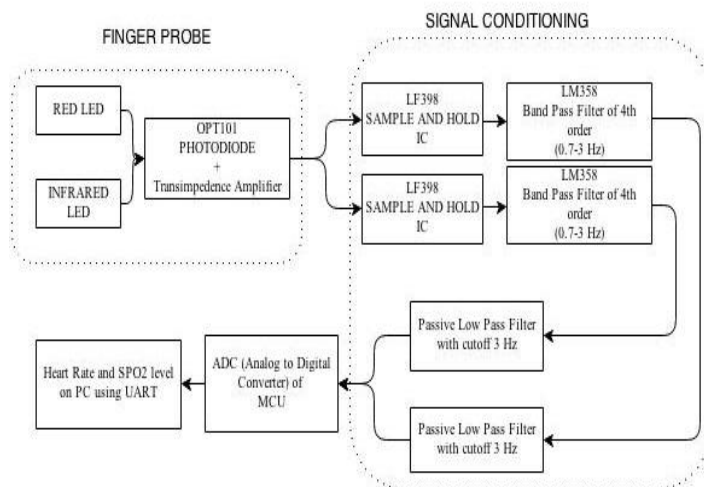 SIGNAL CONDITIONING
FINGER PROBE
RED LED
INFRARED
LED
OPT101
PHOTODIODE
+
Transimpedence Amplifier
LF398
SAMPLE AND HOLD
IC
LM358
Band Pass Filter of 4th
order
(0.7-3 Hz)
LF398
SAMPLE AND HOLD
IC
LM358
Band Pass Filter of 4th
order
(0.7-3 Hz)
Passive Low Pass Filter
with cutoff 3 Hz
Passive Low Pass Filter
with cutoff 3 Hz
ADC (Analog to Digital
Converter) of
MCU
Heart Rate and SPO2 level
on PC using UART